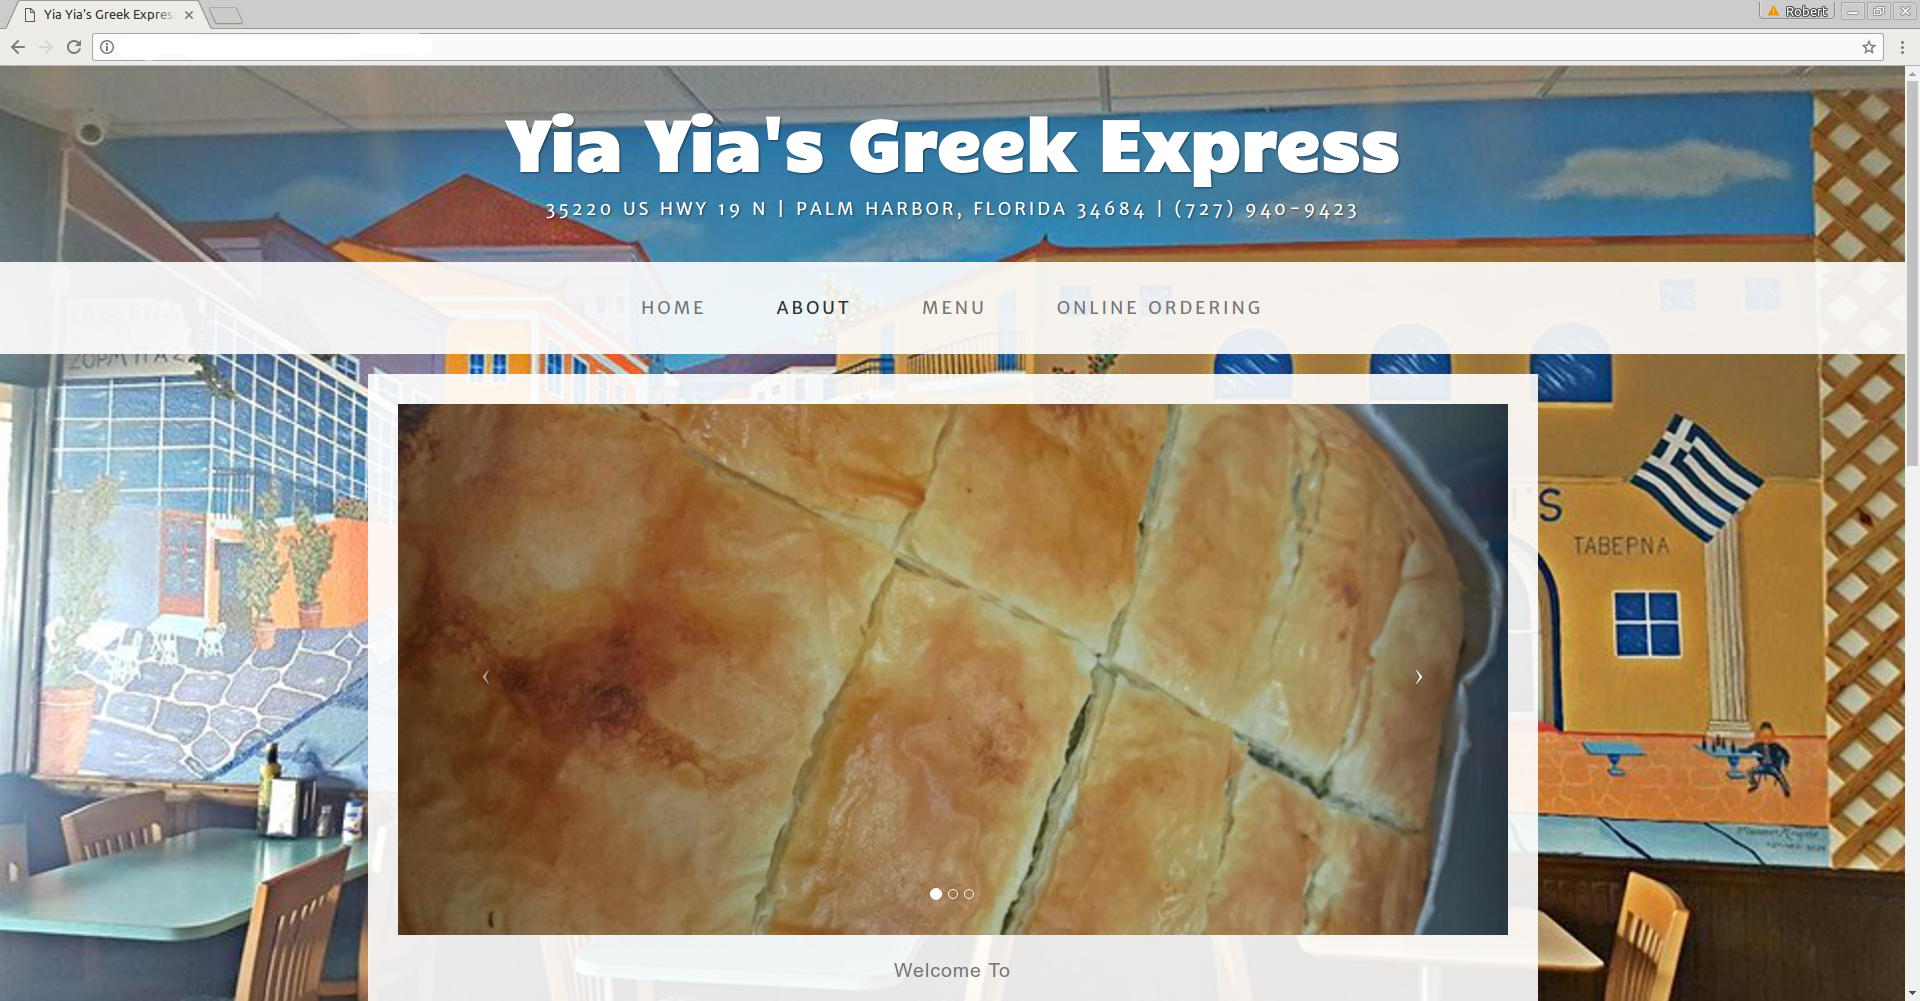 Yia Yia's Greek Express
Robert
Yia Yia's Greek Express
35220 US HWY 19 N | PALM HARBOR, FLORIDA 34684 | (727) 940-9423
HOME ABOUT MENU ONLINE ORDERING
'S
TABEPNA
Welcome To